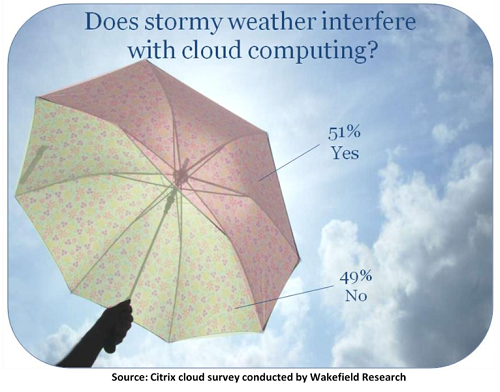 Does stormy weather interfere
with cloud computing?
51%
Yes
49%
No
Source: Citrix cloud survey conducted by Wakefield Research